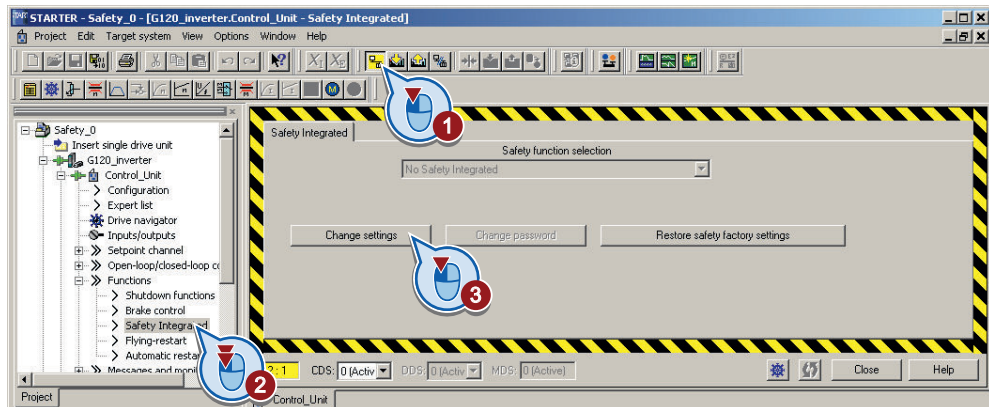 STARTER - Safety_0 - [G120_inverter.Control_Unit - Safety Integrated]
Project Edit Target system View Options Window Help
1
Safety_0
Insert single drive unit
G120_inverter
Control_Unit
Configuration
Expert list
Drive navigator
Inputs/outputs
Setpoint channel
Open-loop/closed-loop
Functions
Shutdown functions
Brake control
Safety
Flying-restart
Automatic
Messages and
2
Project
Safety Integrated
Safety function selection
No Safety Integrated
Change settings Change password Restore safety factory settings
3
CDS: 0 (Activ DDS: 0 (Activ MDS: 0 (Active) Close Help
Control_Unit